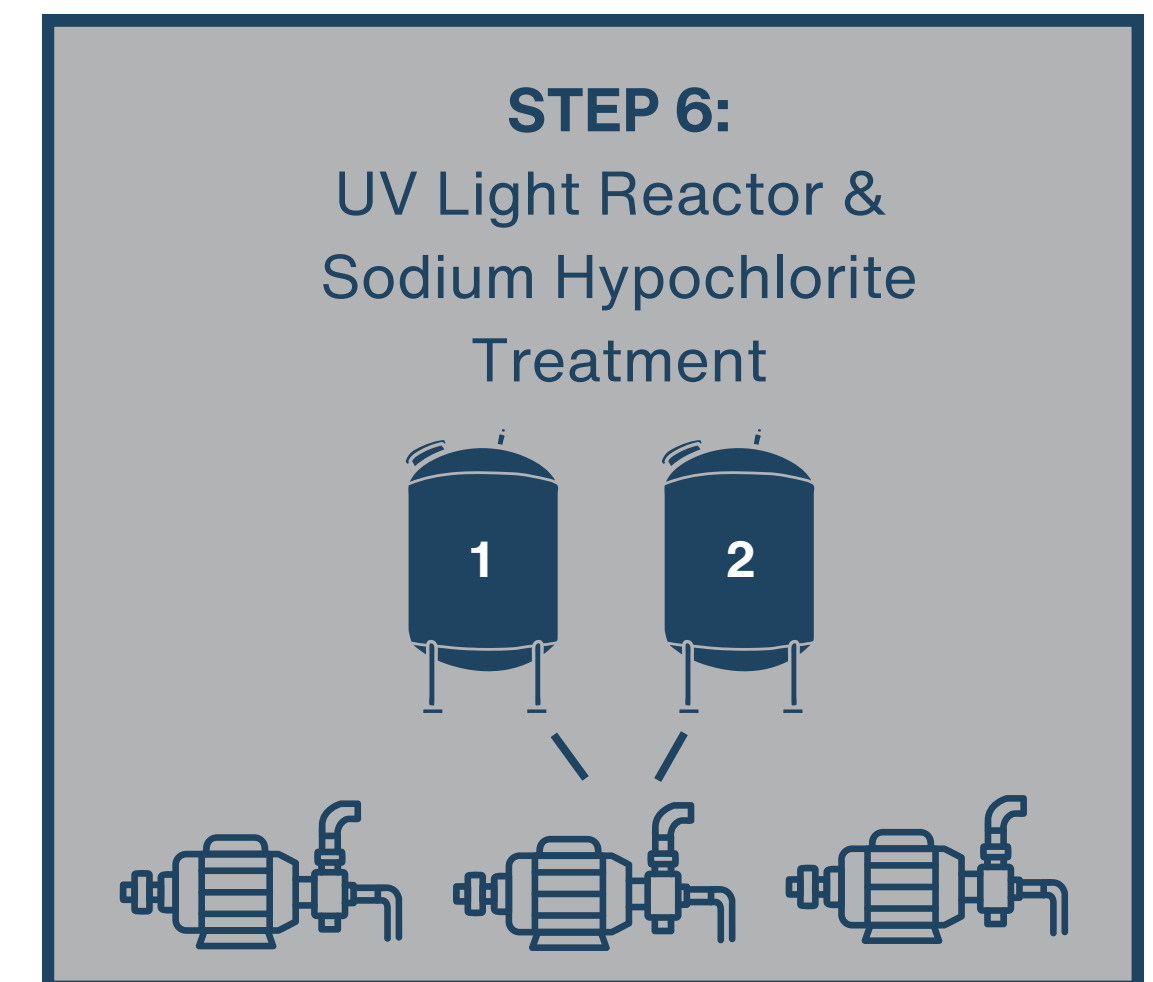 STEP 6:
UV Light Reactor &
Sodium Hypochlorite
Treatment
1
2